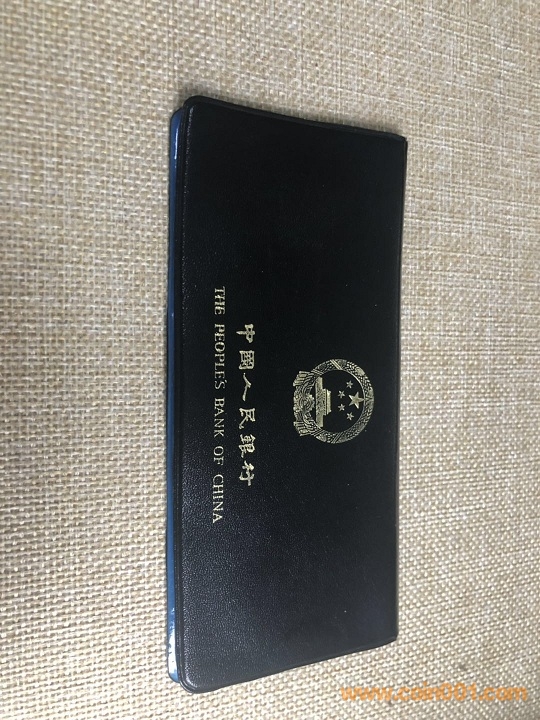 中國人民銀行
THE PEOPLE'S BANK OF CHINA
www.coin001.com